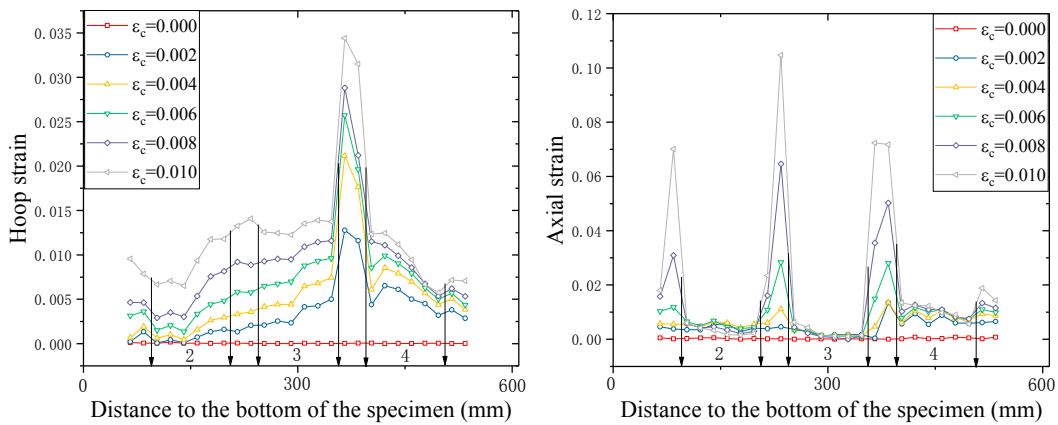 εc=0.000
εc=0.002
εc=0.004
εc=0.006
εc=0.008
εc=0.010
0.035
0.030
0.025
0.020
0.015
0.010
0.005
0.000
Hoop strain
2
3
4
0
300
600
Distance to the bottom of the specimen (mm)
0.12
0.10
0.08
0.06
0.04
0.02
0.00
Axial strain
εc=0.000
εc=0.002
εc=0.004
εc=0.006
εc=0.008
εc=0.010
2
3
4
0
300
600
Distance to the bottom of the specimen (mm)